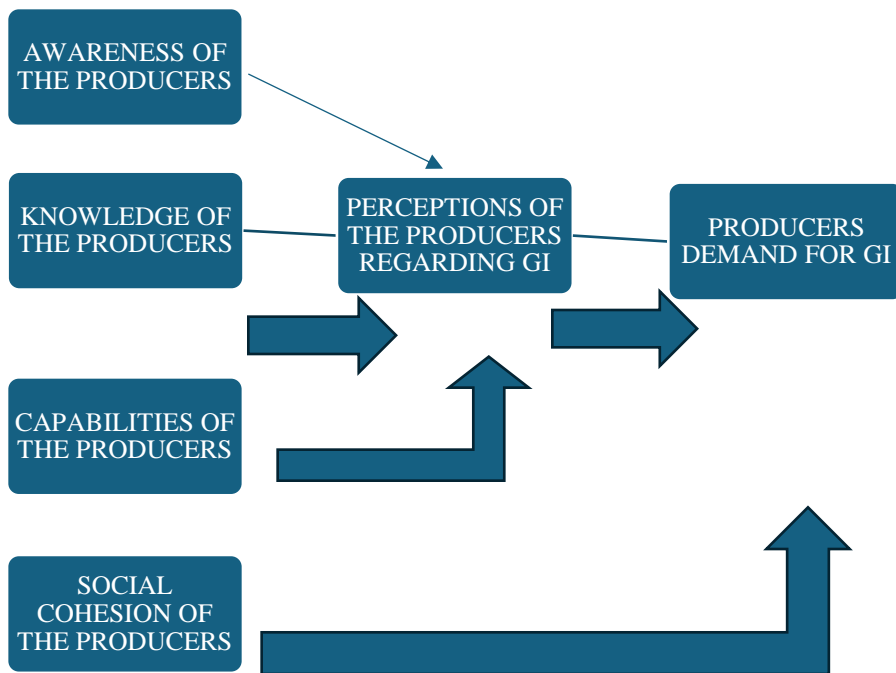 AWARENESS OF
THE PRODUCERS
KNOWLEDGE OF
THE PRODUCERS
PERCEPTIONS OF
THE PRODUCERS
REGARDING GI
PRODUCERS
DEMAND FOR GI
CAPABILITIES OF
THE PRODUCERS
SOCIAL
COHESION OF
THE PRODUCERS